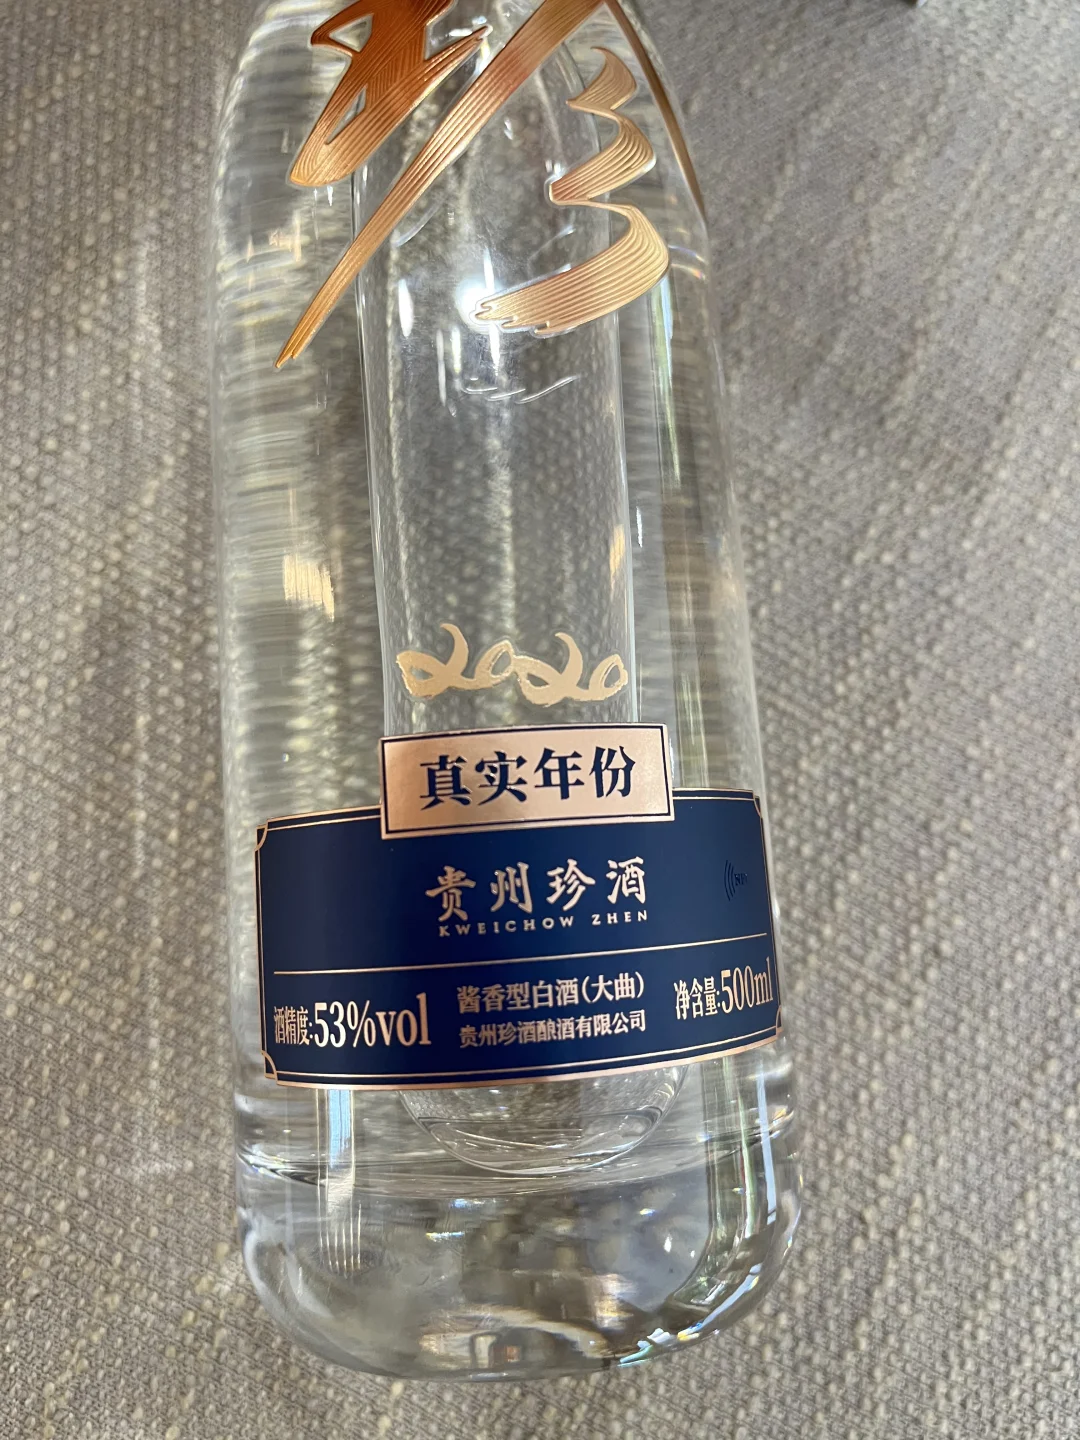 珍
2020
真实年份
贵州珍酒
KWEICHOW ZHEN
酒精度:53%vol
酱香型白酒(大曲)
贵州珍酒酿酒有限公司
净含量:500ml